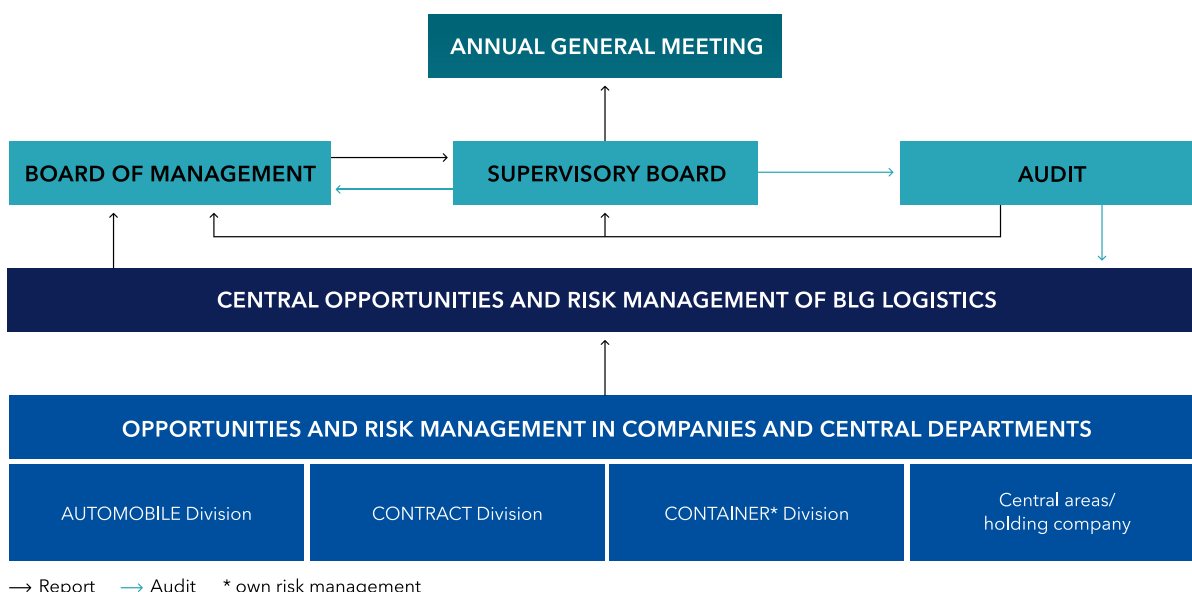 ANNUAL GENERAL MEETING
BOARD OF MANAGEMENT
SUPERVISORY BOARD
AUDIT
CENTRAL OPPORTUNITIES AND RISK MANAGEMENT OF BLG LOGISTICS
OPPORTUNITIES AND RISK MANAGEMENT IN COMPANIES AND CENTRAL DEPARTMENTS
AUTOMOBILE Division
CONTRACT Division
CONTAINER* Division
Central areas/
holding company
→ Report → Audit * own risk management